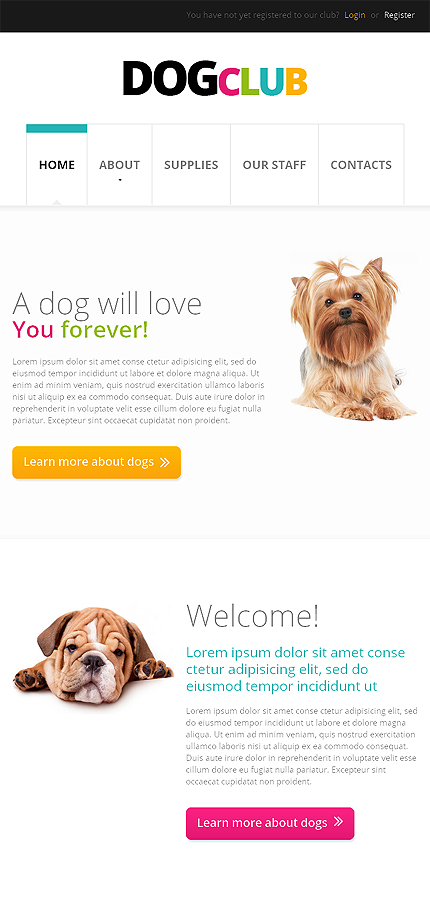 You have not yet registered to our club? Login or Register
DOGCLUB
HOME ABOUT SUPPLIES OUR STAFF CONTACTS
A dog will love
You forever!
Lorem ipsum dolor sit amet conse ctetur adipisicing elit, sed do
eiusmod tempor incididunt ut labore et dolore magna aliqua. Ut
enim ad minim veniam, quis nostrud exercitation ullamco laboris
nisi ut aliquip ex ea commodo consequat. Duis aute irure dolor in
reprehenderit in voluptate velit esse cillum dolore eu fugiat nulla
pariatur. Excepteur sint occaecat cupidatat non proident.
Learn more about dogs
Welcome!
Lorem ipsum dolor sit amet conse
ctetur adipisicing elit, sed do
eiusmod tempor incididunt ut
Lorem ipsum dolor sit amet conse ctetur adipisicing elit, sed do
eiusmod tempor incididunt ut labore et dolore magna
aliqua. Ut enim ad minim veniam, quis nostrud exercitation
ullamco laboris nisi ut aliquip ex ea commodo consequat.
Duis aute irure dolor in reprehenderit in voluptate velit esse
cillum dolore eu fugiat nulla pariatur. Excepteur sint
occaecat cupidatat non proident.
Learn more about dogs